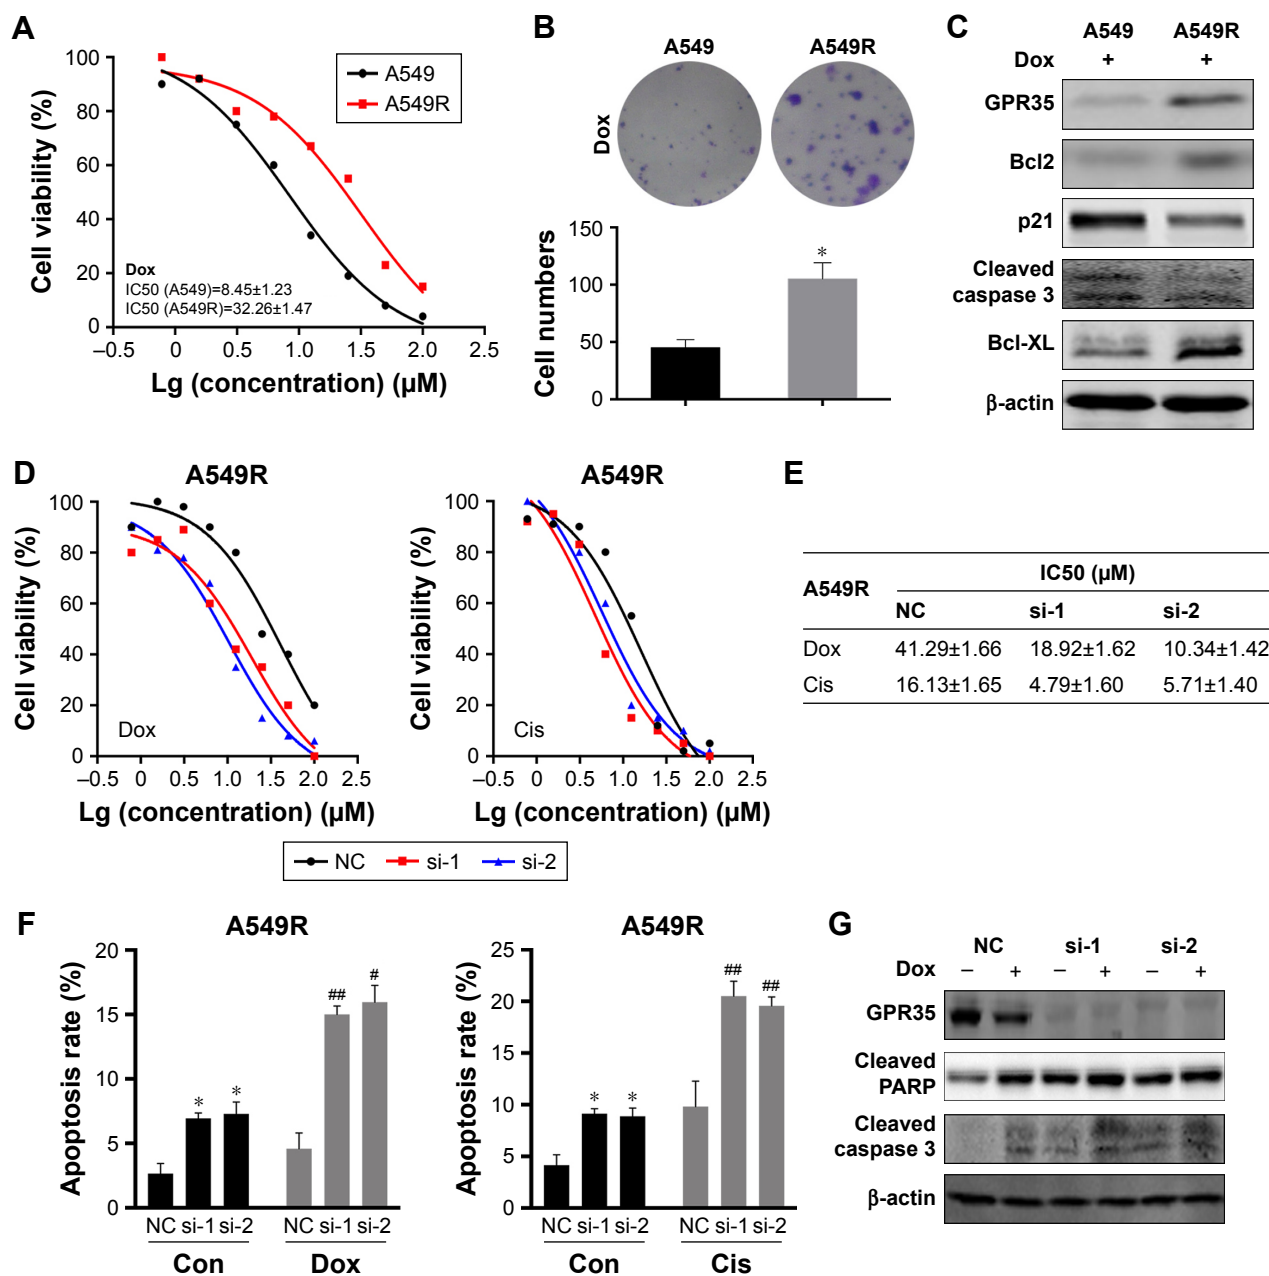 A
100
80
60
40
20
0
Cell viability (%)
A549
A549R
Dox
IC50 (A549)=8.45±1.23
IC50 (A549R)=32.26±1.47
–0.5 0 0.5 1.0 1.5 2.0 2.5
Lg (concentration) (µM)
B
A549 A549R
Dox
150
100
50
0
Cell numbers
*
C
A549 A549R
Dox + +
GPR35
Bcl2
p21
Cleaved
caspase 3
Bcl-XL
β-actin
D
A549R
100
80
60
40
20
0
Cell viability (%)
Dox
–0.5 0 0.5 1.0 1.5 2.0 2.5
Lg (concentration) (µM)
A549R
100
80
60
40
20
0
Cell viability (%)
Cis
–0.5 0 0.5 1.0 1.5 2.0 2.5
Lg (concentration) (µM)
NC si-1 si-2
E
A549R IC50 (µM)
NC si-1 si-2
Dox 41.29±1.66 18.92±1.62 10.34±1.42
Cis 16.13±1.65 4.79±1.60 5.71±1.40
F
A549R
20
15
10
5
0
Apoptosis rate (%)
* * ## #
NC si-1 si-2 NC si-1 si-2
Con Dox
A549R
25
20
15
10
5
0
Apoptosis rate (%)
* * ## ##
NC si-1 si-2 NC si-1 si-2
Con Cis
G
NC si-1 si-2
Dox – + – + – +
GPR35
Cleaved
PARP
Cleaved
caspase 3
β-actin